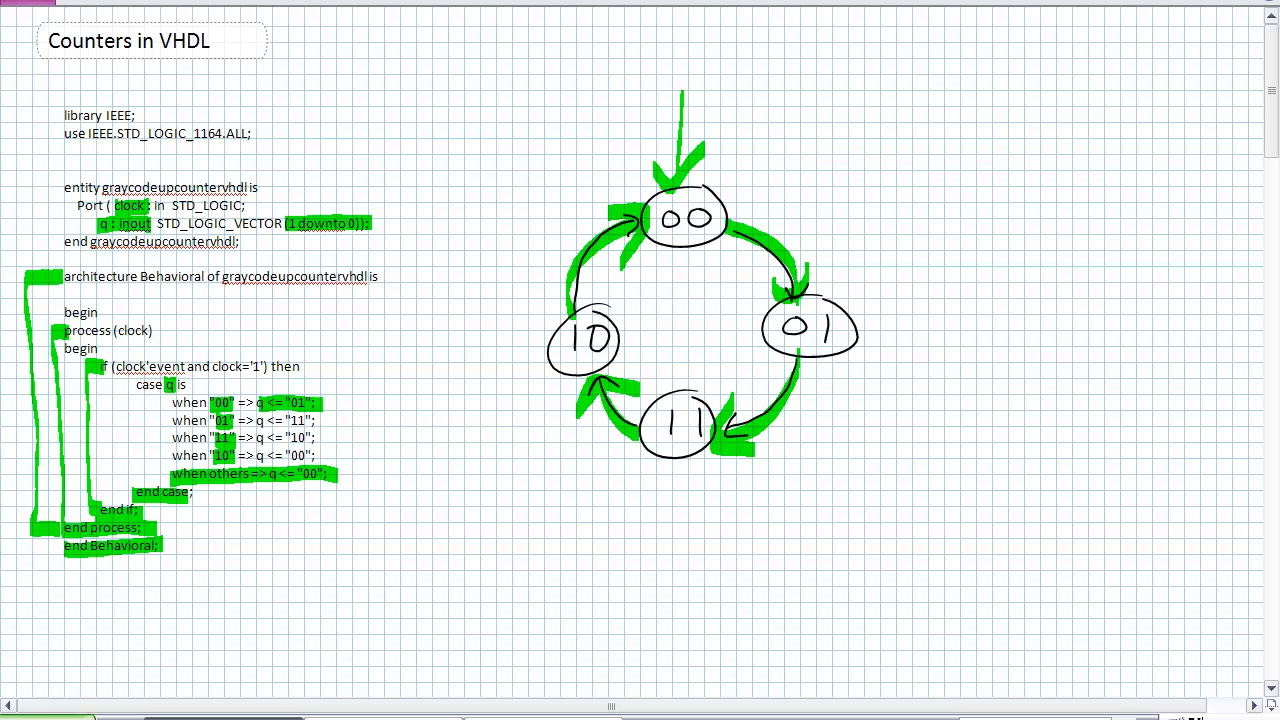 Counters in VHDL
library IEEE;
use IEEE.STD_LOGIC_1164.ALL;
entity graycodeupcountervhdl is
Port ( clock : in STD_LOGIC;
q : inout STD_LOGIC_VECTOR (1 downto 0));
end graycodeupcountervhdl;
architecture Behavioral of graycodeupcountervhdl is
begin
process (clock)
begin
if (clock'event and clock='1') then
case q is
when "00" => q <= "01";
when "01" => q <= "11";
when "11" => q <= "10";
when "10" => q <= "00";
when others => q <= "00";
end case;
end if;
end process;
end Behavioral;
00
01
10
11